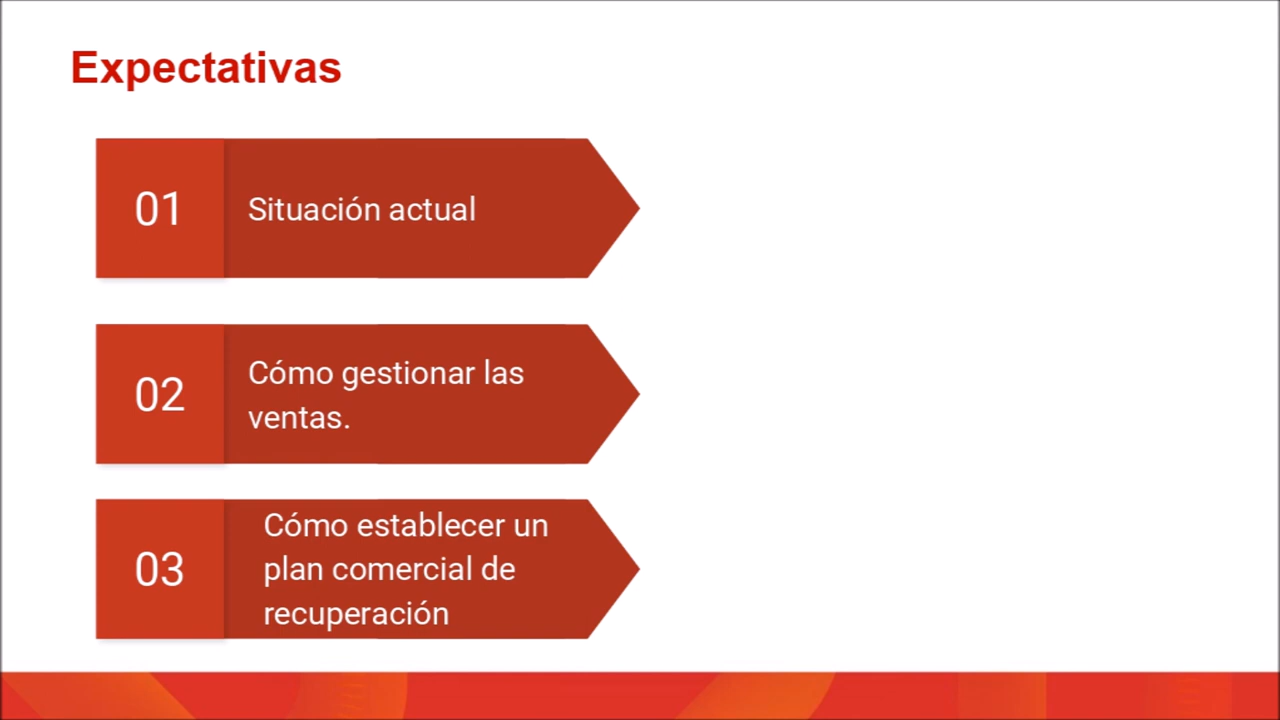 Expectativas
01
Situación actual
02
Cómo gestionar las
ventas.
03
Cómo establecer un
plan comercial de
recuperación